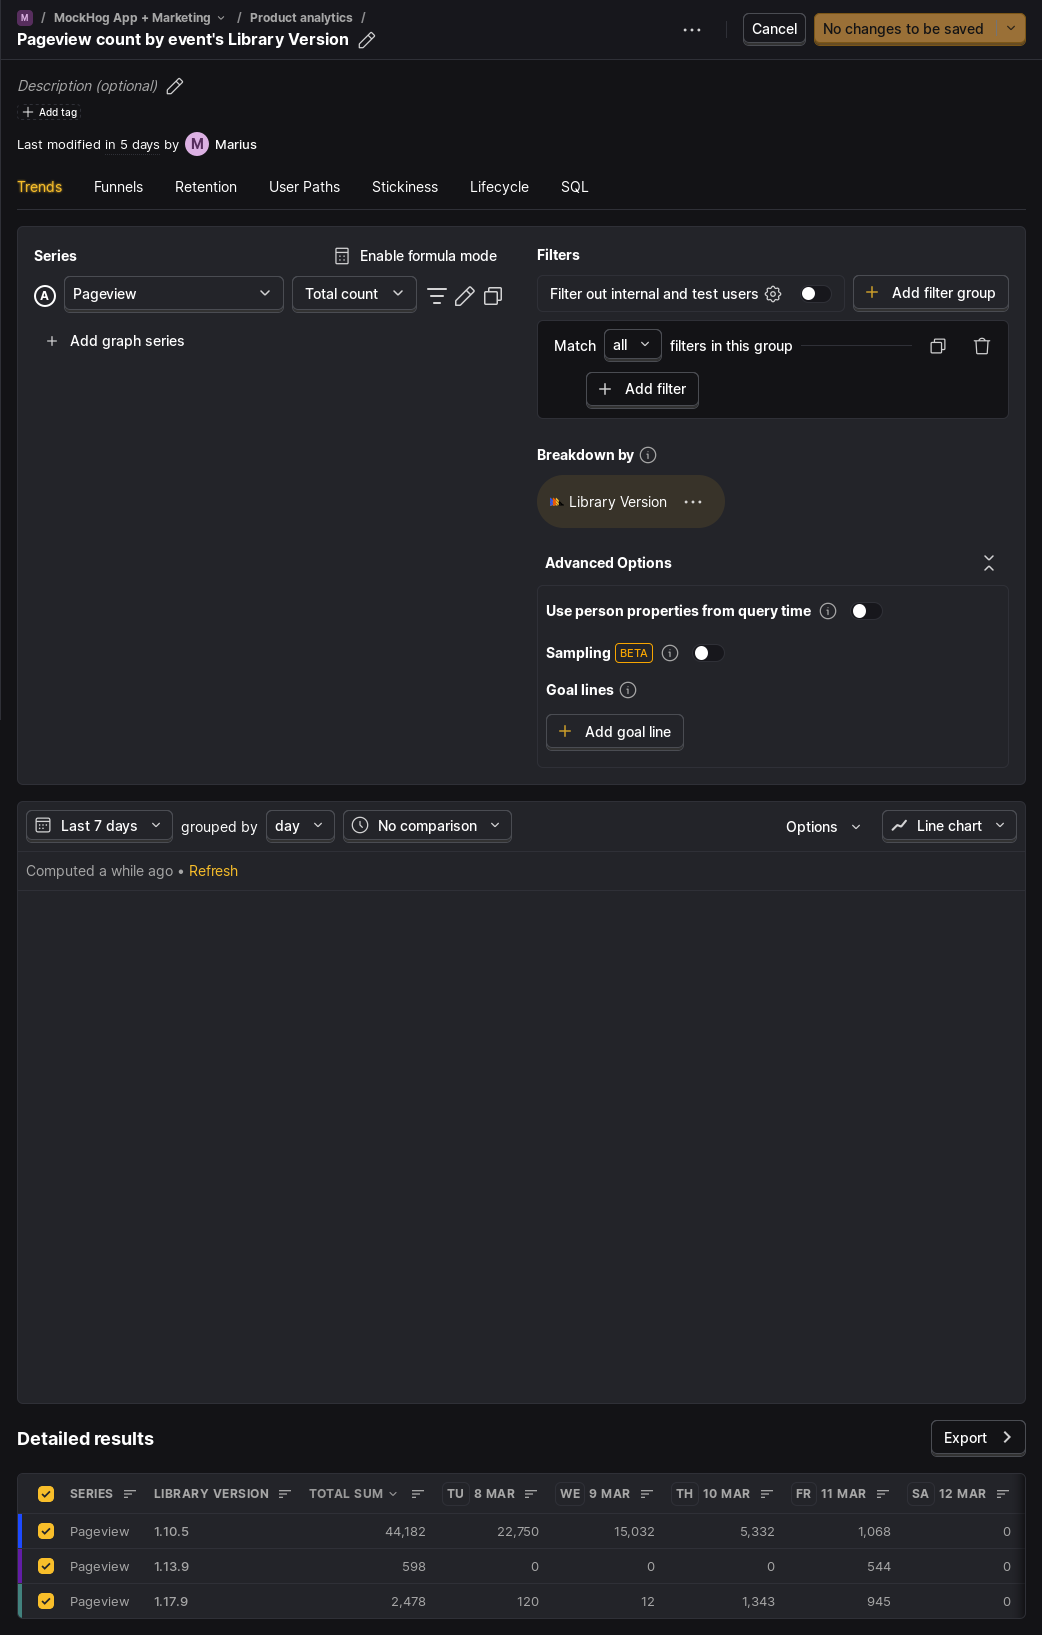 M / MockHog App + Marketing / Product analytics /
Pageview count by event's Library Version
Cancel
No changes to be saved
Description (optional)
Add tag
Last modified in 5 days by M Marius
Trends Funnels Retention User Paths Stickiness Lifecycle SQL
Series
Enable formula mode
A Pageview Total count
Add graph series
Filters
Filter out internal and test users
Add filter group
Match all filters in this group
Add filter
Breakdown by
Library Version
Advanced Options
Use person properties from query time
Sampling BETA
Goal lines
Add goal line
Last 7 days grouped by day No comparison Options Line chart
Computed a while ago • Refresh
Detailed results
Export
SERIES LIBRARY VERSION TOTAL SUM TU 8 MAR WE 9 MAR TH 10 MAR FR 11 MAR SA 12 MAR
Pageview 1.10.5 44,182 22,750 15,032 5,332 1,068 0
Pageview 1.13.9 598 0 0 0 544 0
Pageview 1.17.9 2,478 120 12 1,343 945 0